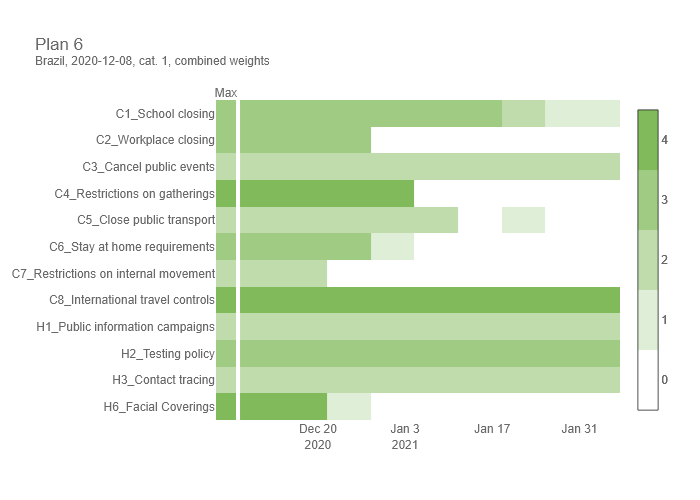 Plan 6
Brazil, 2020-12-08, cat. 1, combined weights
Max
C1_School closing
C2_Workplace closing
C3_Cancel public events
C4_Restrictions on gatherings
C5_Close public transport
C6_Stay at home requirements
C7_Restrictions on internal movement
C8_International travel controls
H1_Public information campaigns
H2_Testing policy
H3_Contact tracing
H6_Facial Coverings
Dec 20 Jan 3 Jan 17 Jan 31
2020 2021
4
3
2
1
0